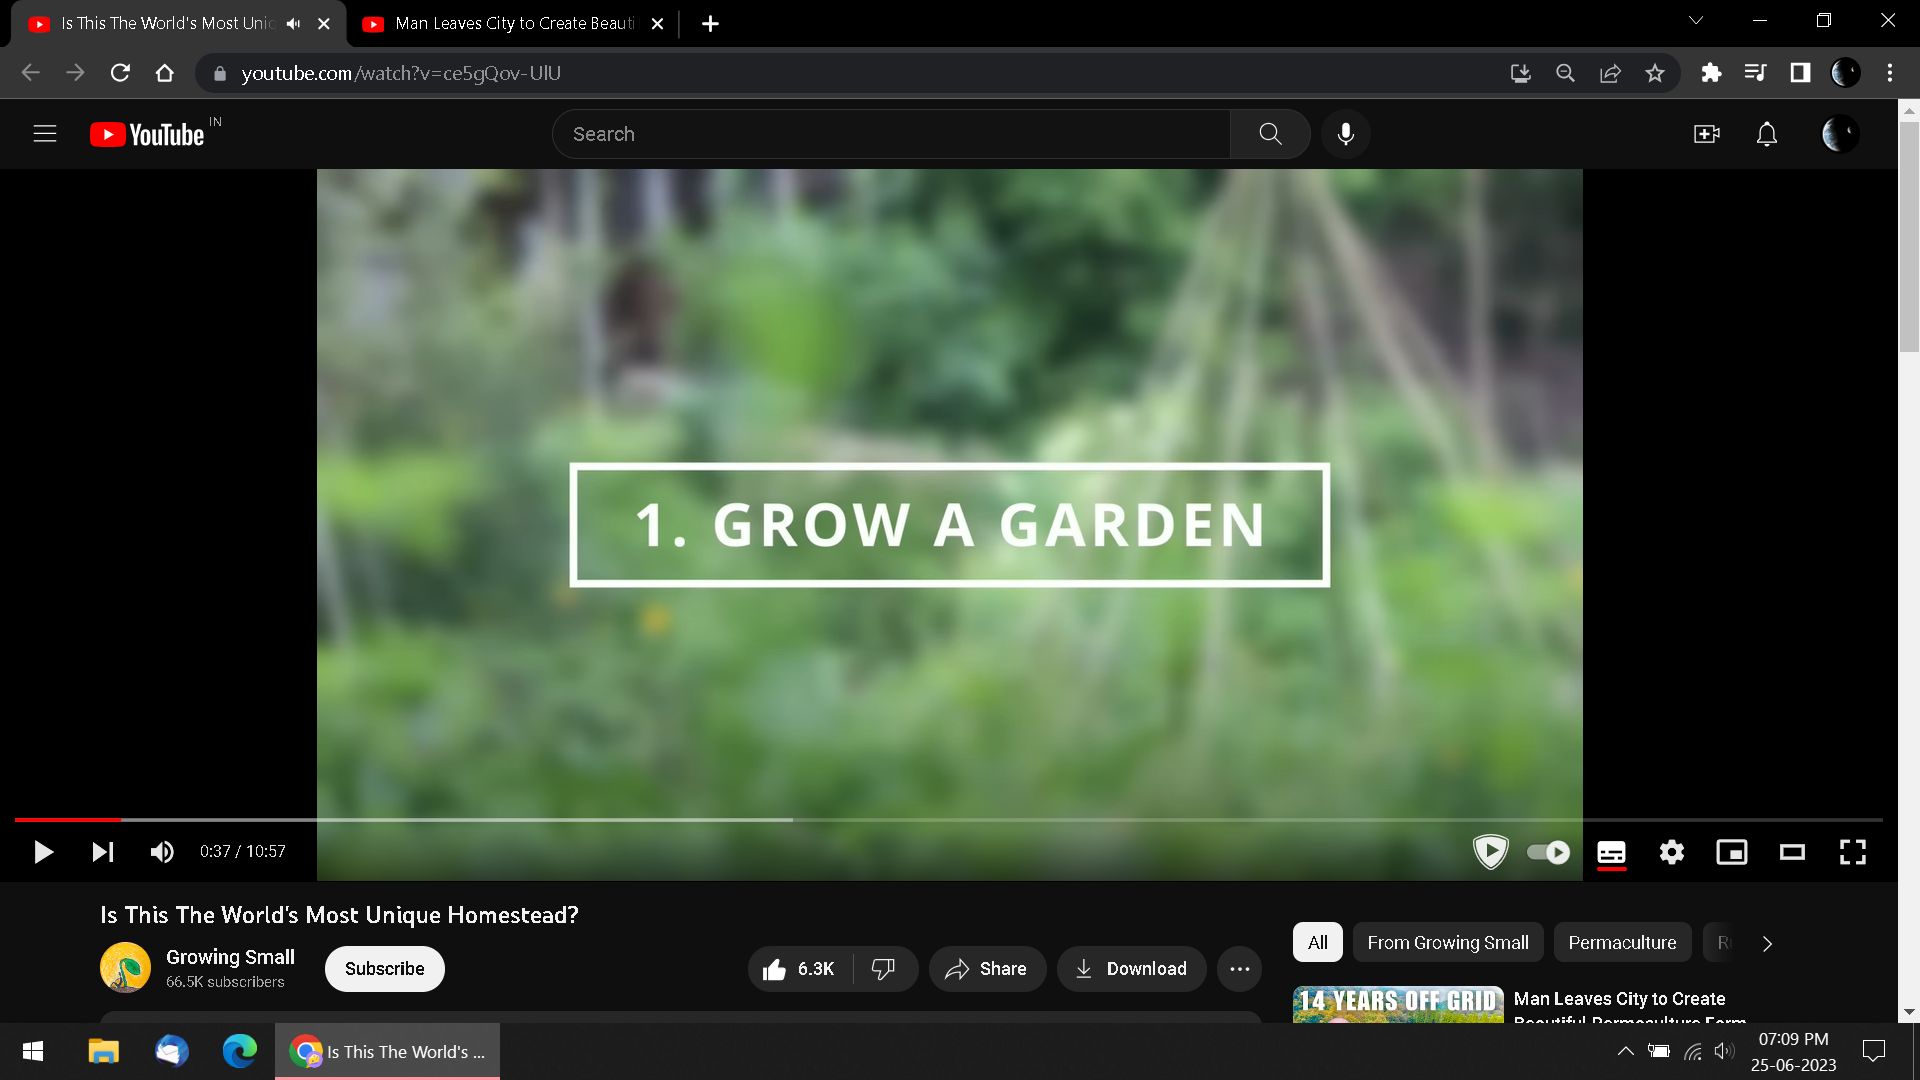 Is This The World's Most Uniq
Man Leaves City to Create Beauti
youtube.com/watch?v=ce5gQov-UlU
YouTube IN
Search
1. GROW A GARDEN
0:37 / 10:57
Is This The World's Most Unique Homestead?
Growing Small
66.5K subscribers
Subscribe
6.3K
Share
Download
All
From Growing Small
Permaculture
14 YEARS OFF GRID
Man Leaves City to Create
Beautiful Permaculture Farm
Is This The World's ...
07:09 PM
25-06-2023